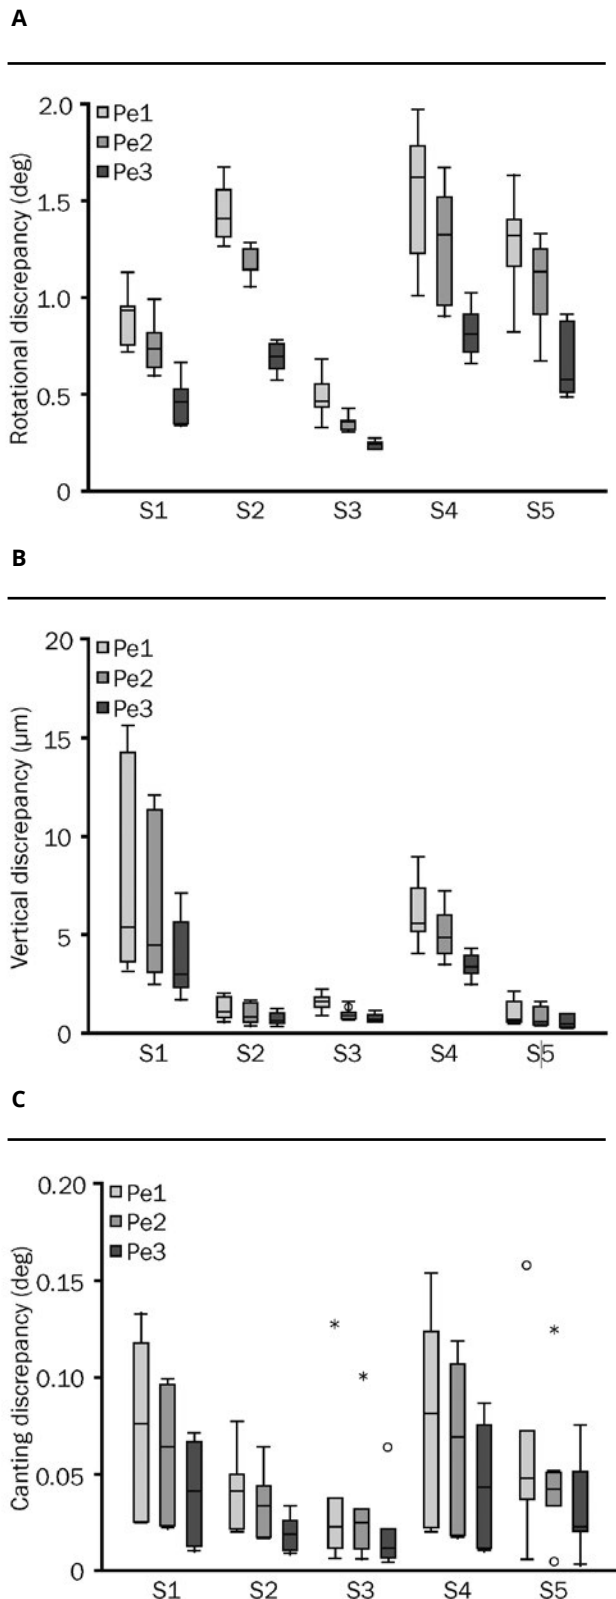 A
2.0
Pe1
Pe2
Pe3
1.5
1.0
0.5
0
Rotational discrepancy (deg)
S1 S2 S3 S4 S5
B
20
Pe1
Pe2
Pe3
15
10
5
0
Vertical discrepancy (μm)
S1 S2 S3 S4 S5
C
0.20
Pe1
Pe2
Pe3
0.15
0.10
0.05
0
Canting discrepancy (deg)
S1 S2 S3 S4 S5